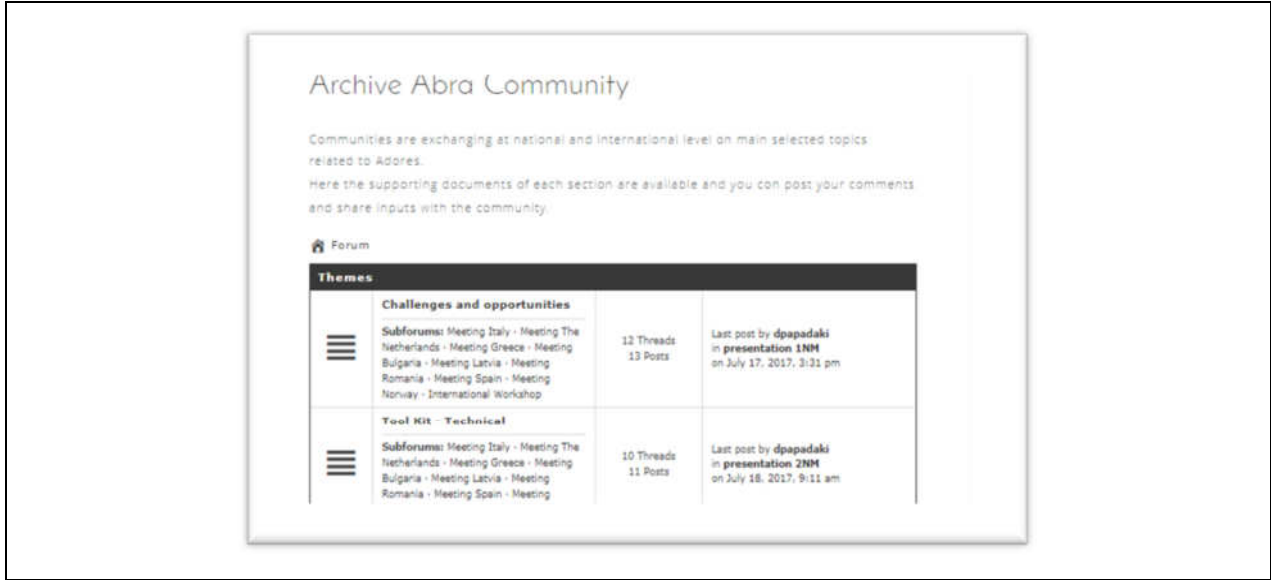 Archive Abra Community
Communities are exchanging at national and international level on main selected topics
related to Adores.
Here the supporting documents of each section are available and you can post your comments
and share inputs with the community.
Forum
Themes
Challenges and opportunities
Subforums: Meeting Italy - Meeting The
Netherlands - Meeting Greece - Meeting
Bulgaria - Meeting Latvia - Meeting
Romania - Meeting Spain - Meeting
Norway - International Workshop
12 Threads
13 Posts
Last post by dpapadaki
in presentation 1NM
on July 17, 2017, 3:31 pm
Tool Kit - Technical
Subforums: Meeting Italy - Meeting The
Netherlands - Meeting Greece - Meeting
Bulgaria - Meeting Latvia - Meeting
Romania - Meeting Spain - Meeting
10 Threads
11 Posts
Last post by dpapadaki
in presentation 2NM
on July 18, 2017, 9:11 am